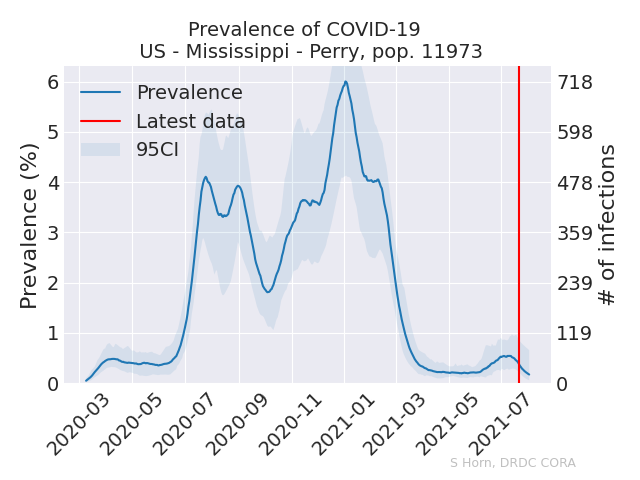 Prevalence of COVID-19
US - Mississippi - Perry, pop. 11973
Prevalence
Latest data
95CI
Prevalence (%)
6
5
4
3
2
1
0
718
598
478
359
239
119
0
# of infections
2020-03
2020-05
2020-07
2020-09
2020-11
2021-01
2021-03
2021-05
2021-07
S Horn, DRDC CORA